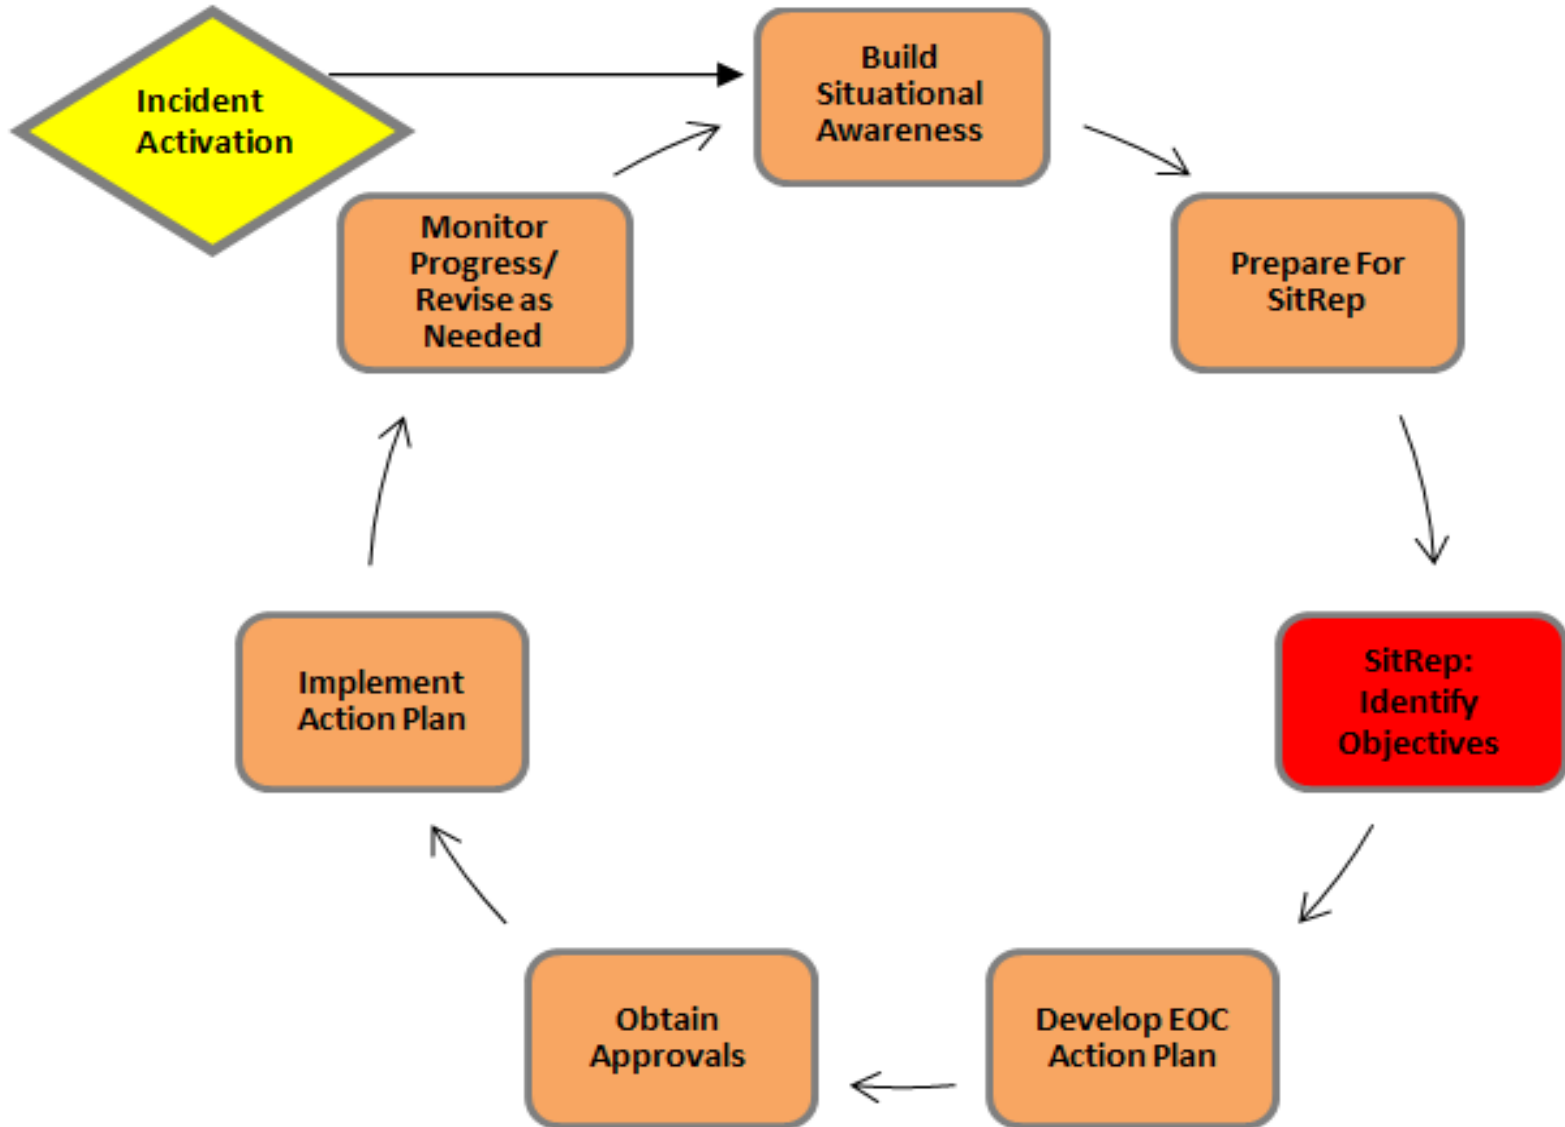 Incident
Activation
Build
Situational
Awareness
Prepare For
SitRep
SitRep:
Identify
Objectives
Develop EOC
Action Plan
Obtain
Approvals
Implement
Action Plan
Monitor
Progress/
Revise as
Needed